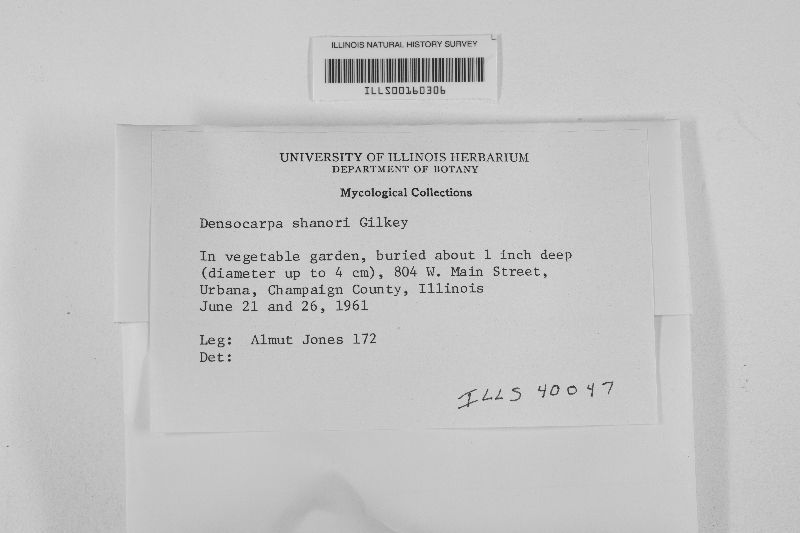 ILLINOIS NATURAL HISTORY SURVEY
ILLS00160306
UNIVERSITY OF ILLINOIS HERBARIUM
DEPARTMENT OF BOTANY
Mycological Collections
Densocarpa shanori Gilkey
In vegetable garden, buried about 1 inch deep
(diameter up to 4 cm), 804 W. Main Street,
Urbana, Champaign County, Illinois
June 21 and 26, 1961
Leg: Almut Jones 172
Det:
ILLS 40047